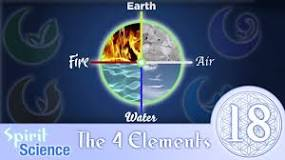 Earth
Fire Air
Water
Spirit
Science
The 4 Elements
18